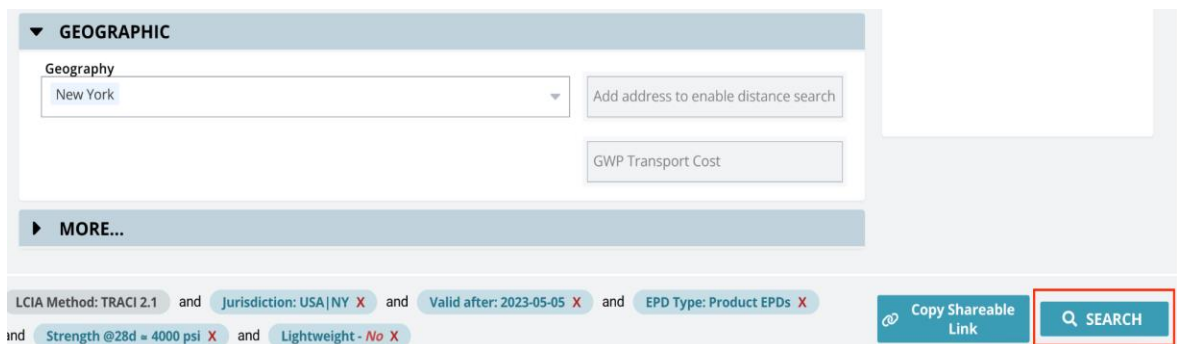 GEOGRAPHIC
Geography
New York
Add address to enable distance search
GWP Transport Cost
MORE...
LCIA Method: TRACI 2.1 and Jurisdiction: USA|NY X and Valid after: 2023-05-05 X and EPD Type: Product EPDs X
and Strength @28d = 4000 psi X and Lightweight - No X
Copy Shareable
Link
SEARCH